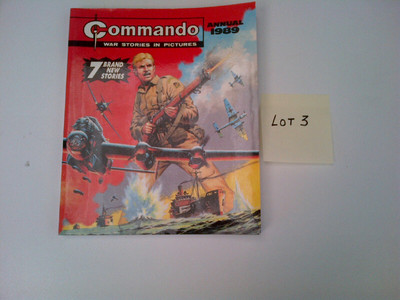 Commando
WAR STORIES IN PICTURES
ANNUAL
1989
7 BRAND
NEW
STORIES
LOT 3